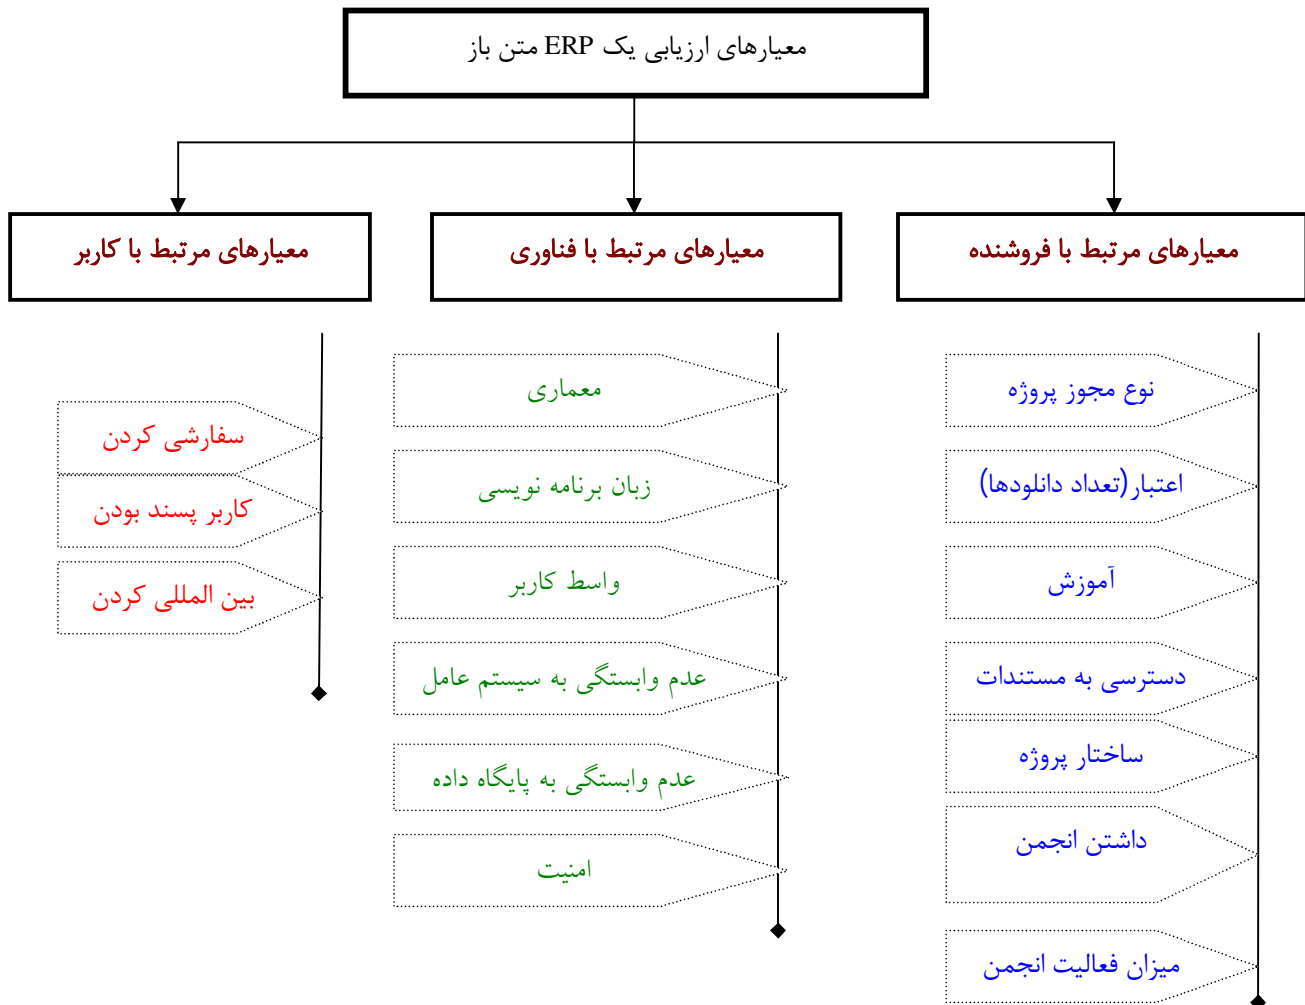 معیارهای ارزیابی یک ERP متن باز
معیارهای مرتبط با فروشنده
معیارهای مرتبط با فناوری
معیارهای مرتبط با کاربر
نوع مجوز پروژه
اعتبار(تعداد دانلودها)
آموزش
دسترسی به مستندات
ساختار پروژه
داشتن انجمن
میزان فعالیت انجمن
معماری
زبان برنامه نویسی
واسط کاربر
عدم وابستگی به سیستم عامل
عدم وابستگی به پایگاه داده
امنیت
سفارشی کردن
کاربر پسند بودن
بین المللی کردن